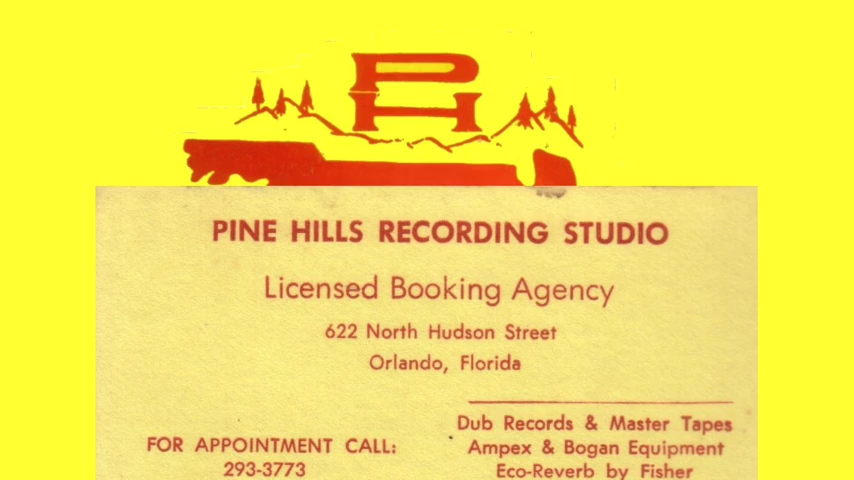 PH
PINE HILLS RECORDING STUDIO
Licensed Booking Agency
622 North Hudson Street
Orlando, Florida
FOR APPOINTMENT CALL:
293-3773
Dub Records & Master Tapes
Ampex & Bogan Equipment
Eco-Reverb by Fisher